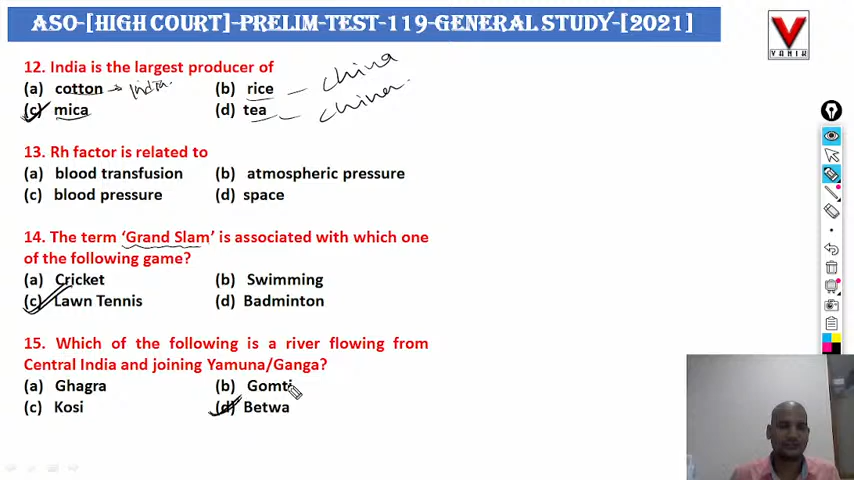 ASO-[HIGH COURT]-PRELIM-TEST-119-GENERAL STUDY-[2021]
VAMIR
12. India is the largest producer of
(a) cotton → India (b) rice – China
(c) mica (d) tea – China
13. Rh factor is related to
(a) blood transfusion (b) atmospheric pressure
(c) blood pressure (d) space
14. The term ‘Grand Slam’ is associated with which one
of the following game?
(a) Cricket (b) Swimming
(c) Lawn Tennis (d) Badminton
15. Which of the following is a river flowing from
Central India and joining Yamuna/Ganga?
(a) Ghagra (b) Gomti
(c) Kosi (d) Betwa